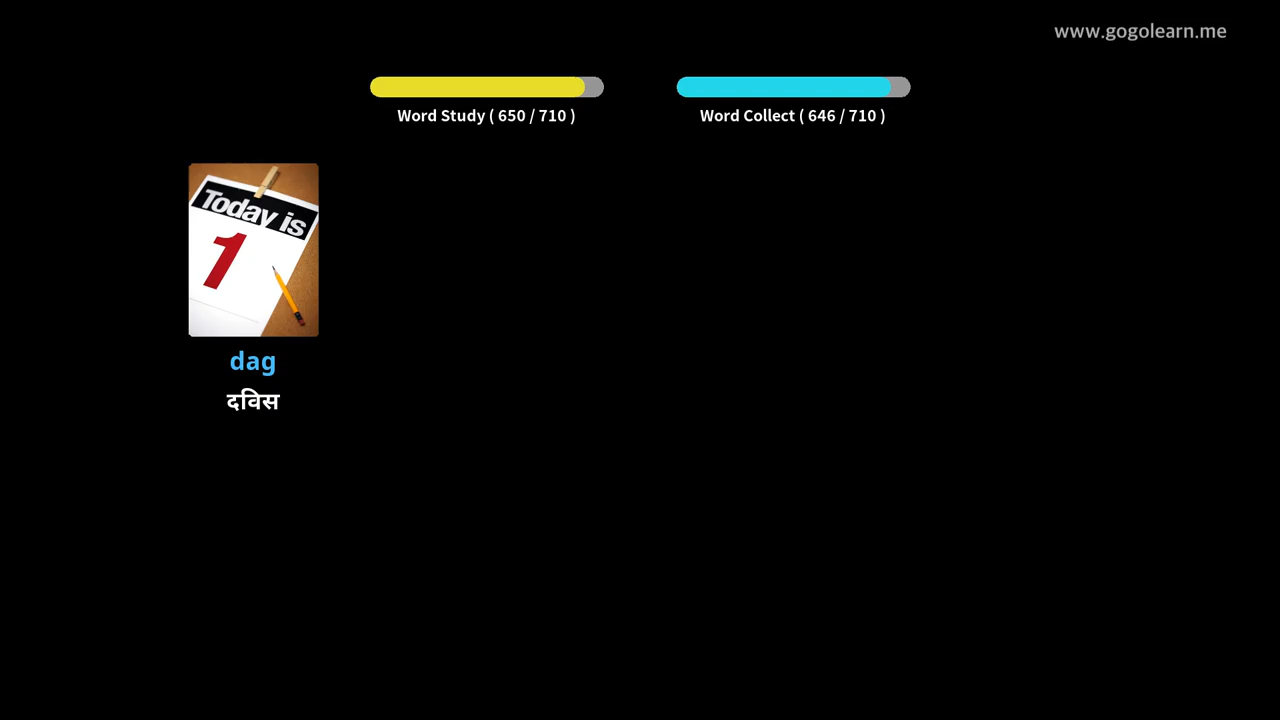 www.gogolearn.me
Word Study ( 650 / 710 )
Word Collect ( 646 / 710 )
Today is
1
dag
दविस